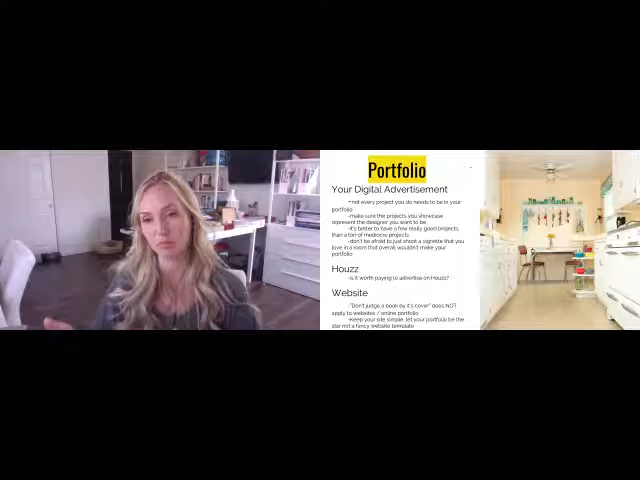 Portfolio
Your Digital Advertisement
-not every project you do needs to be in your
portfolio
-make sure the projects you showcase
represent the designer you want to be
-it's better to have a few really good projects,
than a ton of mediocre projects
-don't be afraid to just shoot a vignette that you
love in a room that overall wouldn't make your
portfolio
Houzz
-is it worth paying to advertise on Houzz?
Website
-"Don't judge a book by it's cover" does NOT
apply to websites / online portfolio
-Keep your site simple, let your portfolio be the
star not a fancy website template